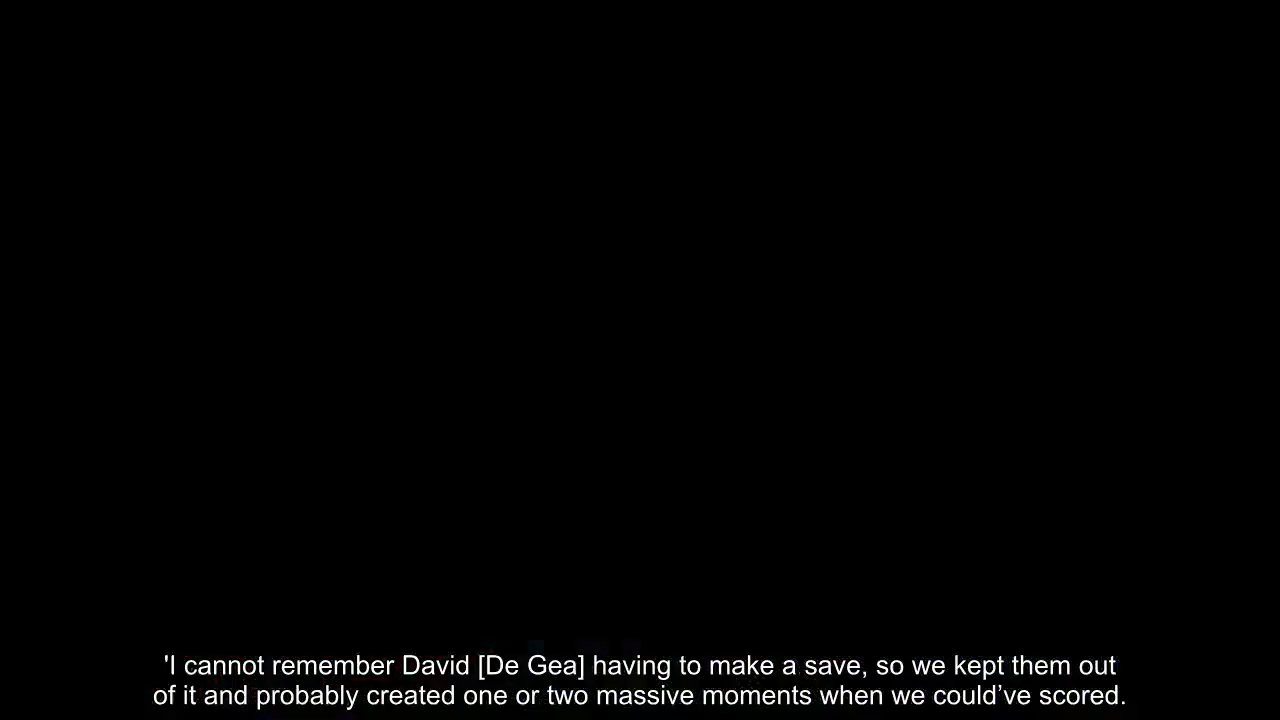 'I cannot remember David [De Gea] having to make a save, so we kept them out
of it and probably created one or two massive moments when we could’ve scored.